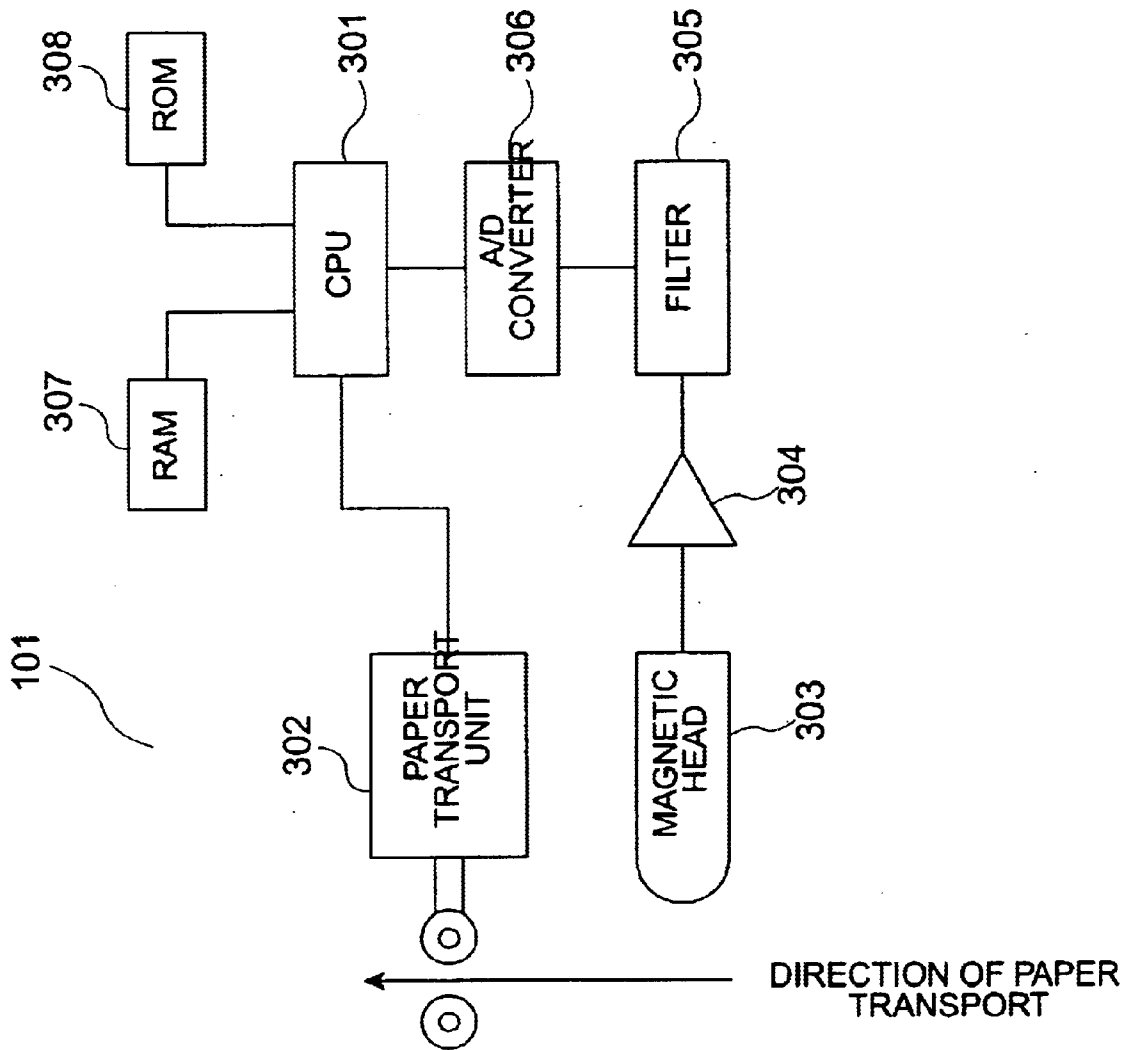 101
302
PAPER
TRANSPORT
UNIT
307
RAM
308
ROM
CPU
301
A/D
CONVERTER
306
FILTER
305
304
MAGNETIC
HEAD
303
DIRECTION OF PAPER
TRANSPORT